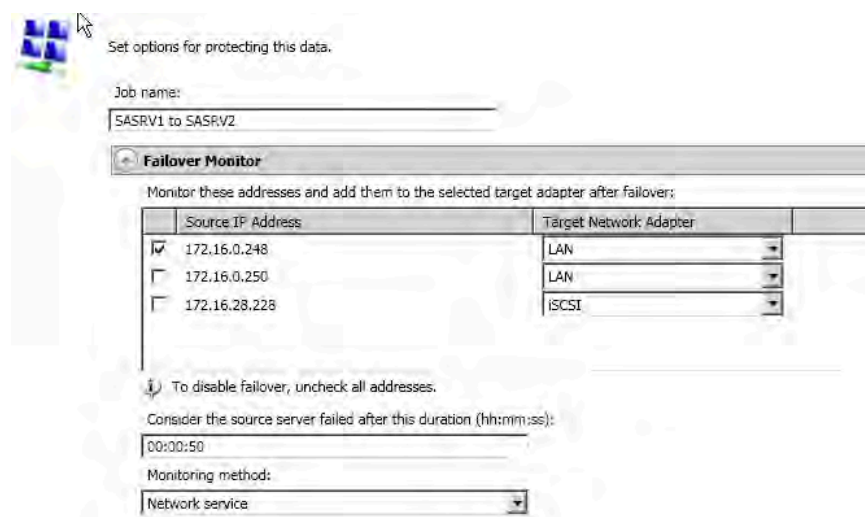 Set options for protecting this data.
Job name:
SASRV1 to SASRV2
Failover Monitor
Monitor these addresses and add them to the selected target adapter after failover:
Source IP Address Target Network Adapter
172.16.0.248 LAN
172.16.0.250 LAN
172.16.28.228 iSCSI
To disable failover, uncheck all addresses.
Consider the source server failed after this duration (hh:mm:ss):
00:00:50
Monitoring method:
Network service